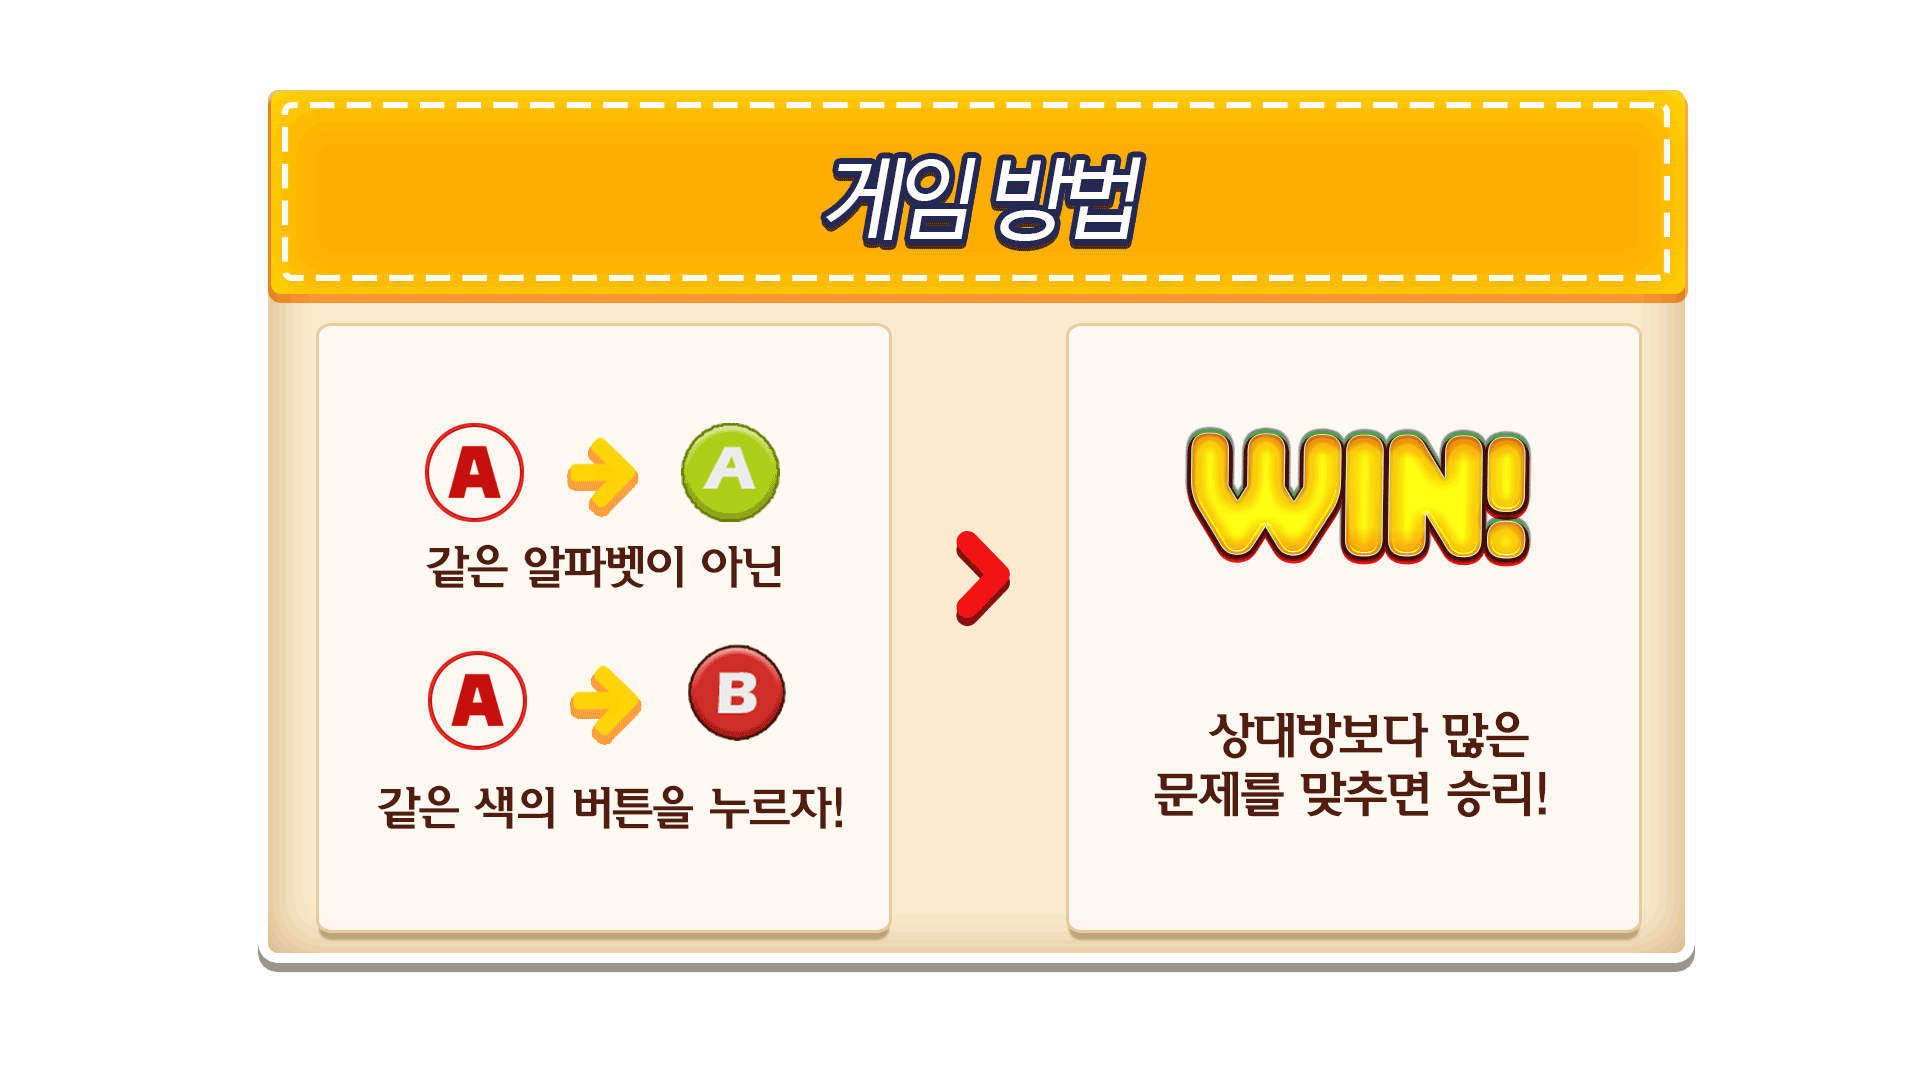 게임 방법
A A
같은 알파벳이 아닌
A B
같은 색의 버튼을 누르자!
WIN!
상대방보다 많은
문제를 맞추면 승리!